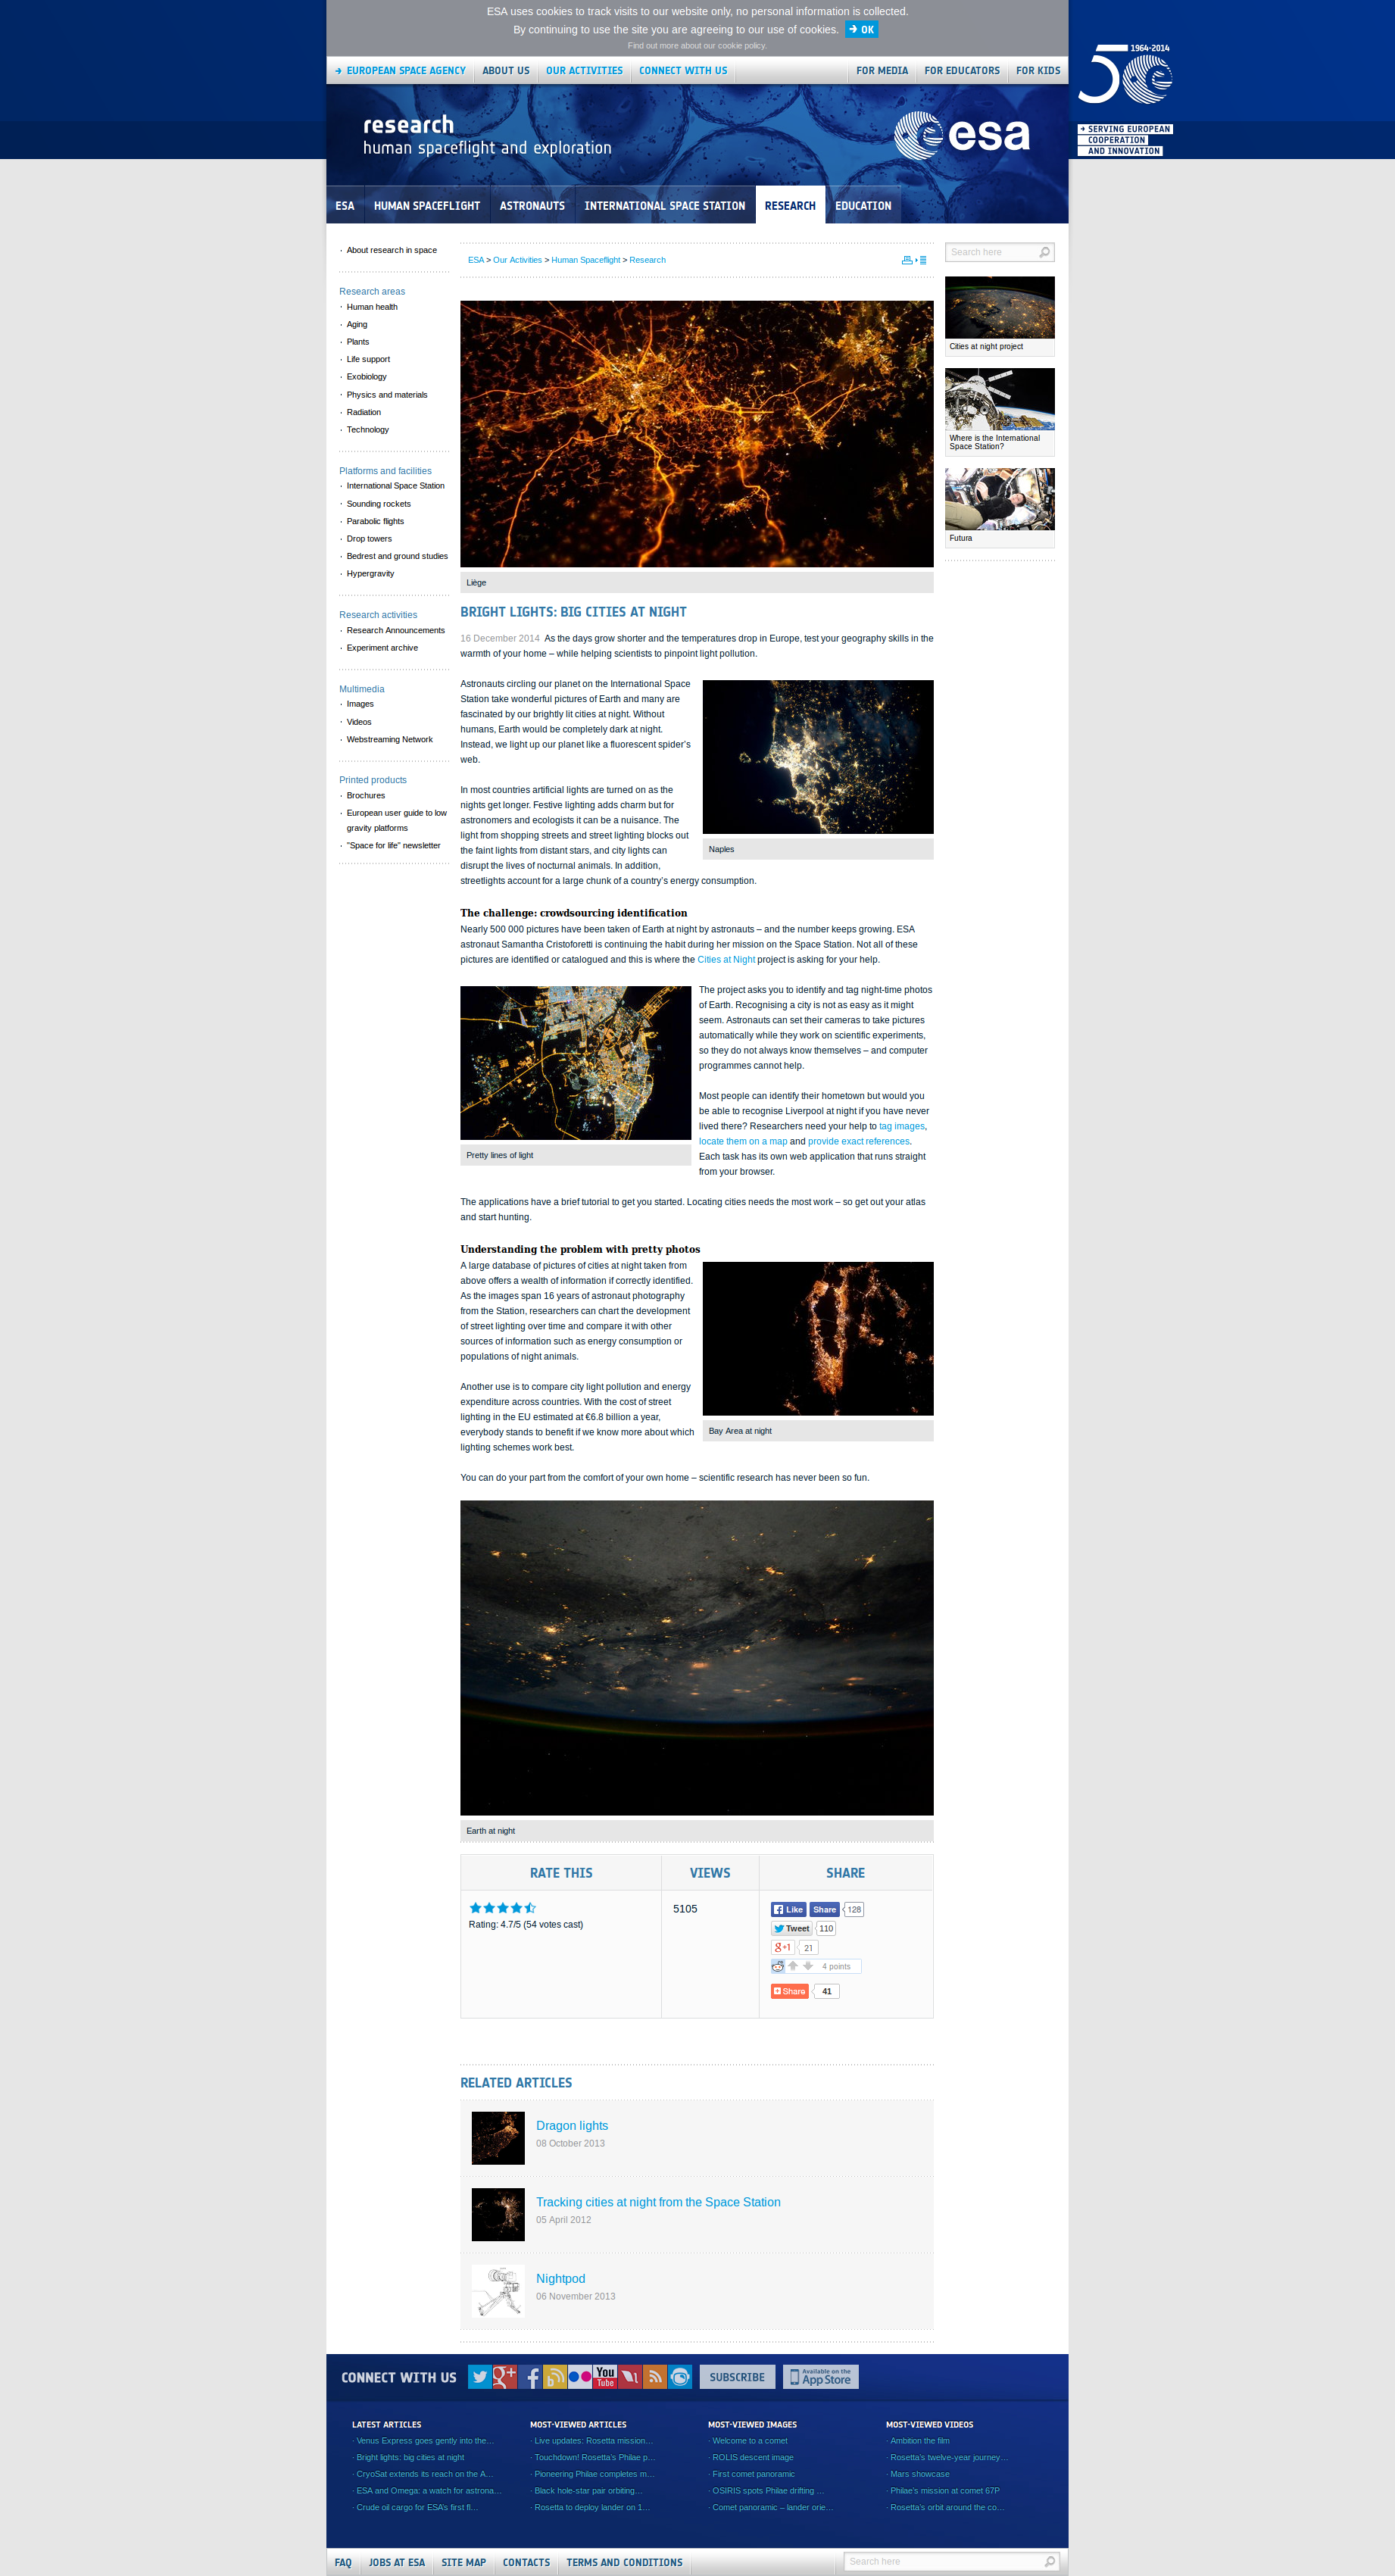 ESA uses cookies to track visits to our website only, no personal information is collected.
By continuing to use the site you are agreeing to our use of cookies. OK
Find out more about our cookie policy.
EUROPEAN SPACE AGENCY ABOUT US OUR ACTIVITIES CONNECT WITH US FOR MEDIA FOR EDUCATORS FOR KIDS
1964-2014
50
SERVING EUROPEAN
COOPERATION
AND INNOVATION
research
human spaceflight and exploration
esa
ESA HUMAN SPACEFLIGHT ASTRONAUTS INTERNATIONAL SPACE STATION RESEARCH EDUCATION
· About research in space
Research areas
· Human health
· Aging
· Plants
· Life support
· Exobiology
· Physics and materials
· Radiation
· Technology
Platforms and facilities
· International Space Station
· Sounding rockets
· Parabolic flights
· Drop towers
· Bedrest and ground studies
· Hypergravity
Research activities
· Research Announcements
· Experiment archive
Multimedia
· Images
· Videos
· Webstreaming Network
Printed products
· Brochures
· European user guide to low
gravity platforms
· "Space for life" newsletter
ESA > Our Activities > Human Spaceflight > Research
Liège
BRIGHT LIGHTS: BIG CITIES AT NIGHT
16 December 2014 As the days grow shorter and the temperatures drop in Europe, test your geography skills in the
warmth of your home – while helping scientists to pinpoint light pollution.
Astronauts circling our planet on the International Space
Station take wonderful pictures of Earth and many are
fascinated by our brightly lit cities at night. Without
humans, Earth would be completely dark at night.
Instead, we light up our planet like a fluorescent spider's
web.
Naples
In most countries artificial lights are turned on as the
nights get longer. Festive lighting adds charm but for
astronomers and ecologists it can be a nuisance. The
light from shopping streets and street lighting blocks out
the faint lights from distant stars, and city lights can
disrupt the lives of nocturnal animals. In addition,
streetlights account for a large chunk of a country's energy consumption.
The challenge: crowdsourcing identification
Nearly 500 000 pictures have been taken of Earth at night by astronauts – and the number keeps growing. ESA
astronaut Samantha Cristoforetti is continuing the habit during her mission on the Space Station. Not all of these
pictures are identified or catalogued and this is where the Cities at Night project is asking for your help.
Pretty lines of light
The project asks you to identify and tag night-time photos
of Earth. Recognising a city is not as easy as it might
seem. Astronauts can set their cameras to take pictures
automatically while they work on scientific experiments,
so they do not always know themselves – and computer
programmes cannot help.
Most people can identify their hometown but would you
be able to recognise Liverpool at night if you have never
lived there? Researchers need your help to tag images,
locate them on a map and provide exact references.
Each task has its own web application that runs straight
from your browser.
The applications have a brief tutorial to get you started. Locating cities needs the most work – so get out your atlas
and start hunting.
Understanding the problem with pretty photos
A large database of pictures of cities at night taken from
above offers a wealth of information if correctly identified.
As the images span 16 years of astronaut photography
from the Station, researchers can chart the development
of street lighting over time and compare it with other
sources of information such as energy consumption or
populations of night animals.
Bay Area at night
Another use is to compare city light pollution and energy
expenditure across countries. With the cost of street
lighting in the EU estimated at €6.8 billion a year,
everybody stands to benefit if we know more about which
lighting schemes work best.
You can do your part from the comfort of your own home – scientific research has never been so fun.
Earth at night
RATE THIS VIEWS SHARE
Rating: 4.7/5 (54 votes cast)
5105
Like Share 128
Tweet 110
g+1 21
4 points
Share 41
RELATED ARTICLES
Dragon lights
08 October 2013
Tracking cities at night from the Space Station
05 April 2012
Nightpod
06 November 2013
Search here
Cities at night project
Where is the International
Space Station?
Futura
CONNECT WITH US You Tube SUBSCRIBE Available on the App Store
LATEST ARTICLES
· Venus Express goes gently into the…
· Bright lights: big cities at night
· CryoSat extends its reach on the A…
· ESA and Omega: a watch for astrona…
· Crude oil cargo for ESA's first fl…
MOST-VIEWED ARTICLES
· Live updates: Rosetta mission…
· Touchdown! Rosetta's Philae p…
· Pioneering Philae completes m…
· Black hole-star pair orbiting…
· Rosetta to deploy lander on 1…
MOST-VIEWED IMAGES
· Welcome to a comet
· ROLIS descent image
· First comet panoramic
· OSIRIS spots Philae drifting …
· Comet panoramic – lander orie…
MOST-VIEWED VIDEOS
· Ambition the film
· Rosetta's twelve-year journey…
· Mars showcase
· Philae's mission at comet 67P
· Rosetta's orbit around the co…
FAQ JOBS AT ESA SITE MAP CONTACTS TERMS AND CONDITIONS Search here